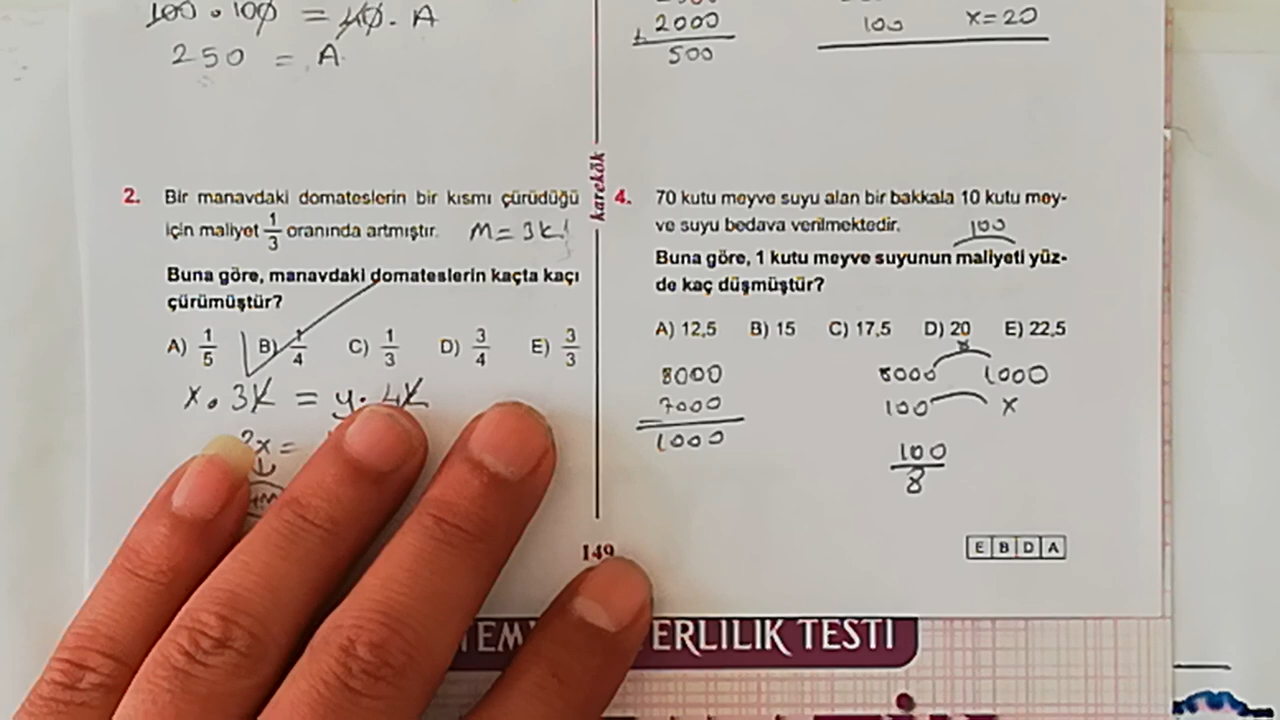 100 . 100 = 40 . A
250 = A
2. Bir manavdaki domateslerin bir kısmı çürüdüğü
için maliyet 1/3 oranında artmıştır. M = 3K
Buna göre, manavdaki domateslerin kaçta kaçı
çürümüştür?
A) 1/5 B) 1/4 C) 1/3 D) 3/4 E) 3/3
x . 3K = y . 4K
3x =
karekök
2000
500
100 x=20
4. 70 kutu meyve suyu alan bir bakkala 10 kutu mey-
ve suyu bedava verilmektedir.
100
Buna göre, 1 kutu meyve suyunun maliyeti yüz-
de kaç düşmüştür?
A) 12,5 B) 15 C) 17,5 D) 20 E) 22,5
8000
- 7000
1000
8000 1000
100 x
100
8
E B D A
149
TEM ERLILIK TESTİ